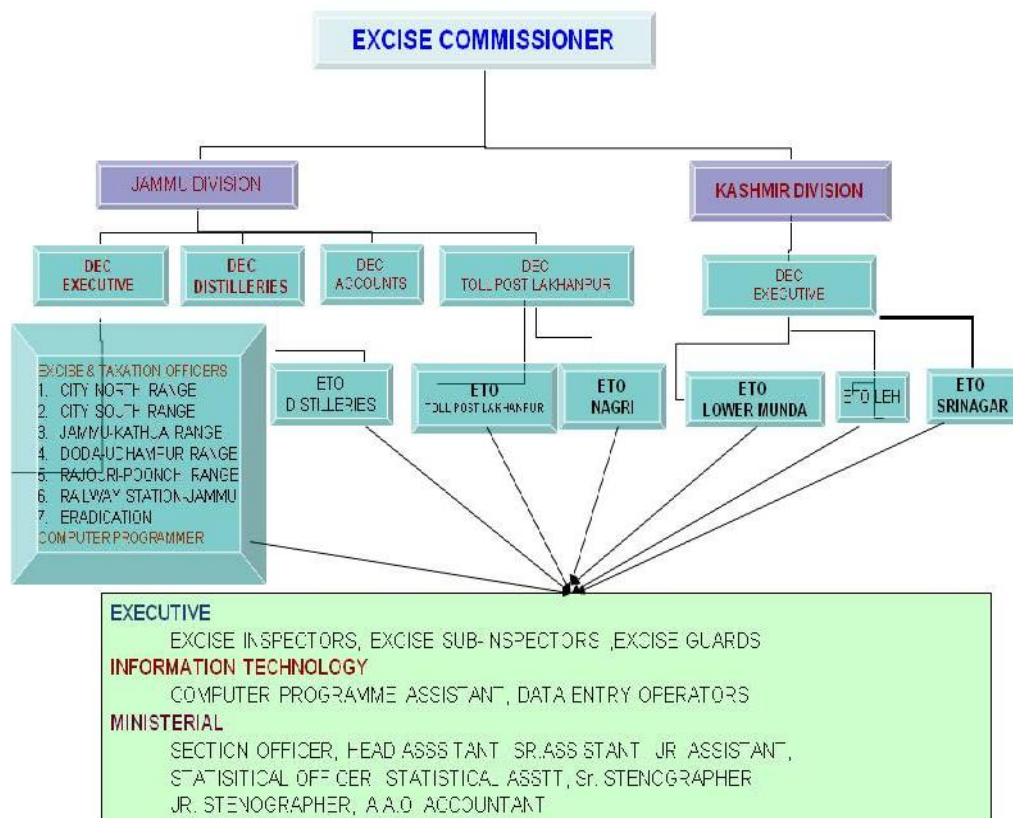 EXCISE COMMISSIONER
JAMMU DIVISION
KASHMIR DIVISION
DEC
EXECUTIVE
DEC
DISTILLERIES
DEC
ACCOUNTS
DEC
TOLL POST LAKHANPUR
DEC
EXECUTIVE
EXCISE & TAXATION OFFICERS
1. CITY NORTH RANGE
2. CITY SOUTH RANGE
3. JAMMU-KATHUA RANGE
4. DODA-UDHAMPUR RANGE
5. RAJOURI-POONCH RANGE
6. RAILWAY STATION-JAMMU
7. ERADICATION
COMPUTER PROGRAMMER
ETO
DISTILLERIES
ETO
TOLL POST LAKHANPUR
ETO
NAGRI
ETO
LOWER MUNDA
ETO LEH
ETO
SRINAGAR
EXECUTIVE
EXCISE INSPECTORS, EXCISE SUB-INSPECTORS ,EXCISE GUARDS
INFORMATION TECHNOLOGY
COMPUTER PROGRAMME ASSISTANT, DATA ENTRY OPERATORS
MINISTERIAL
SECTION OFFICER, HEAD ASSSITANT SR.ASSISTANT JR. ASSISTANT,
STATISITICAL OFFICER STATISTICAL ASSTT, Sr. STENOGRAPHER
JR. STENOGRAPHER, A.A.O. ACCOUNTANT